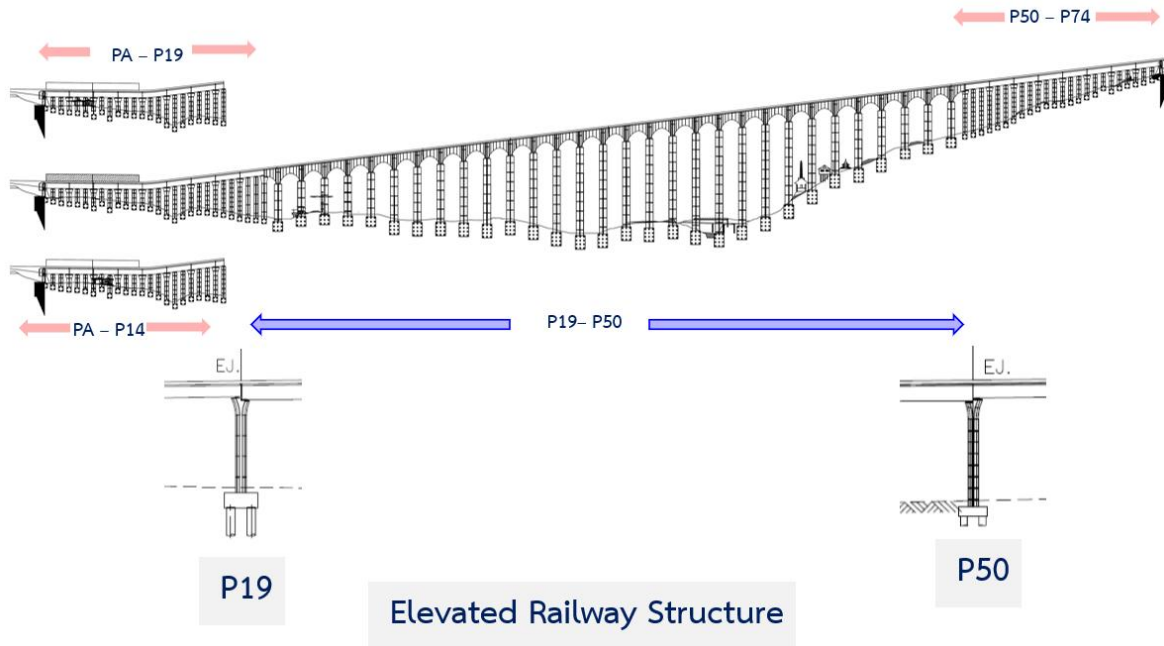 P50 – P74
PA – P19
PA – P14
P19– P50
EJ.
EJ.
P19
P50
Elevated Railway Structure